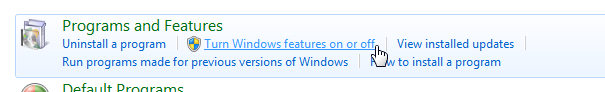 Programs and Features
Uninstall a program Turn Windows features on or off View installed updates
Run programs made for previous versions of Windows to install a program
Default Programs